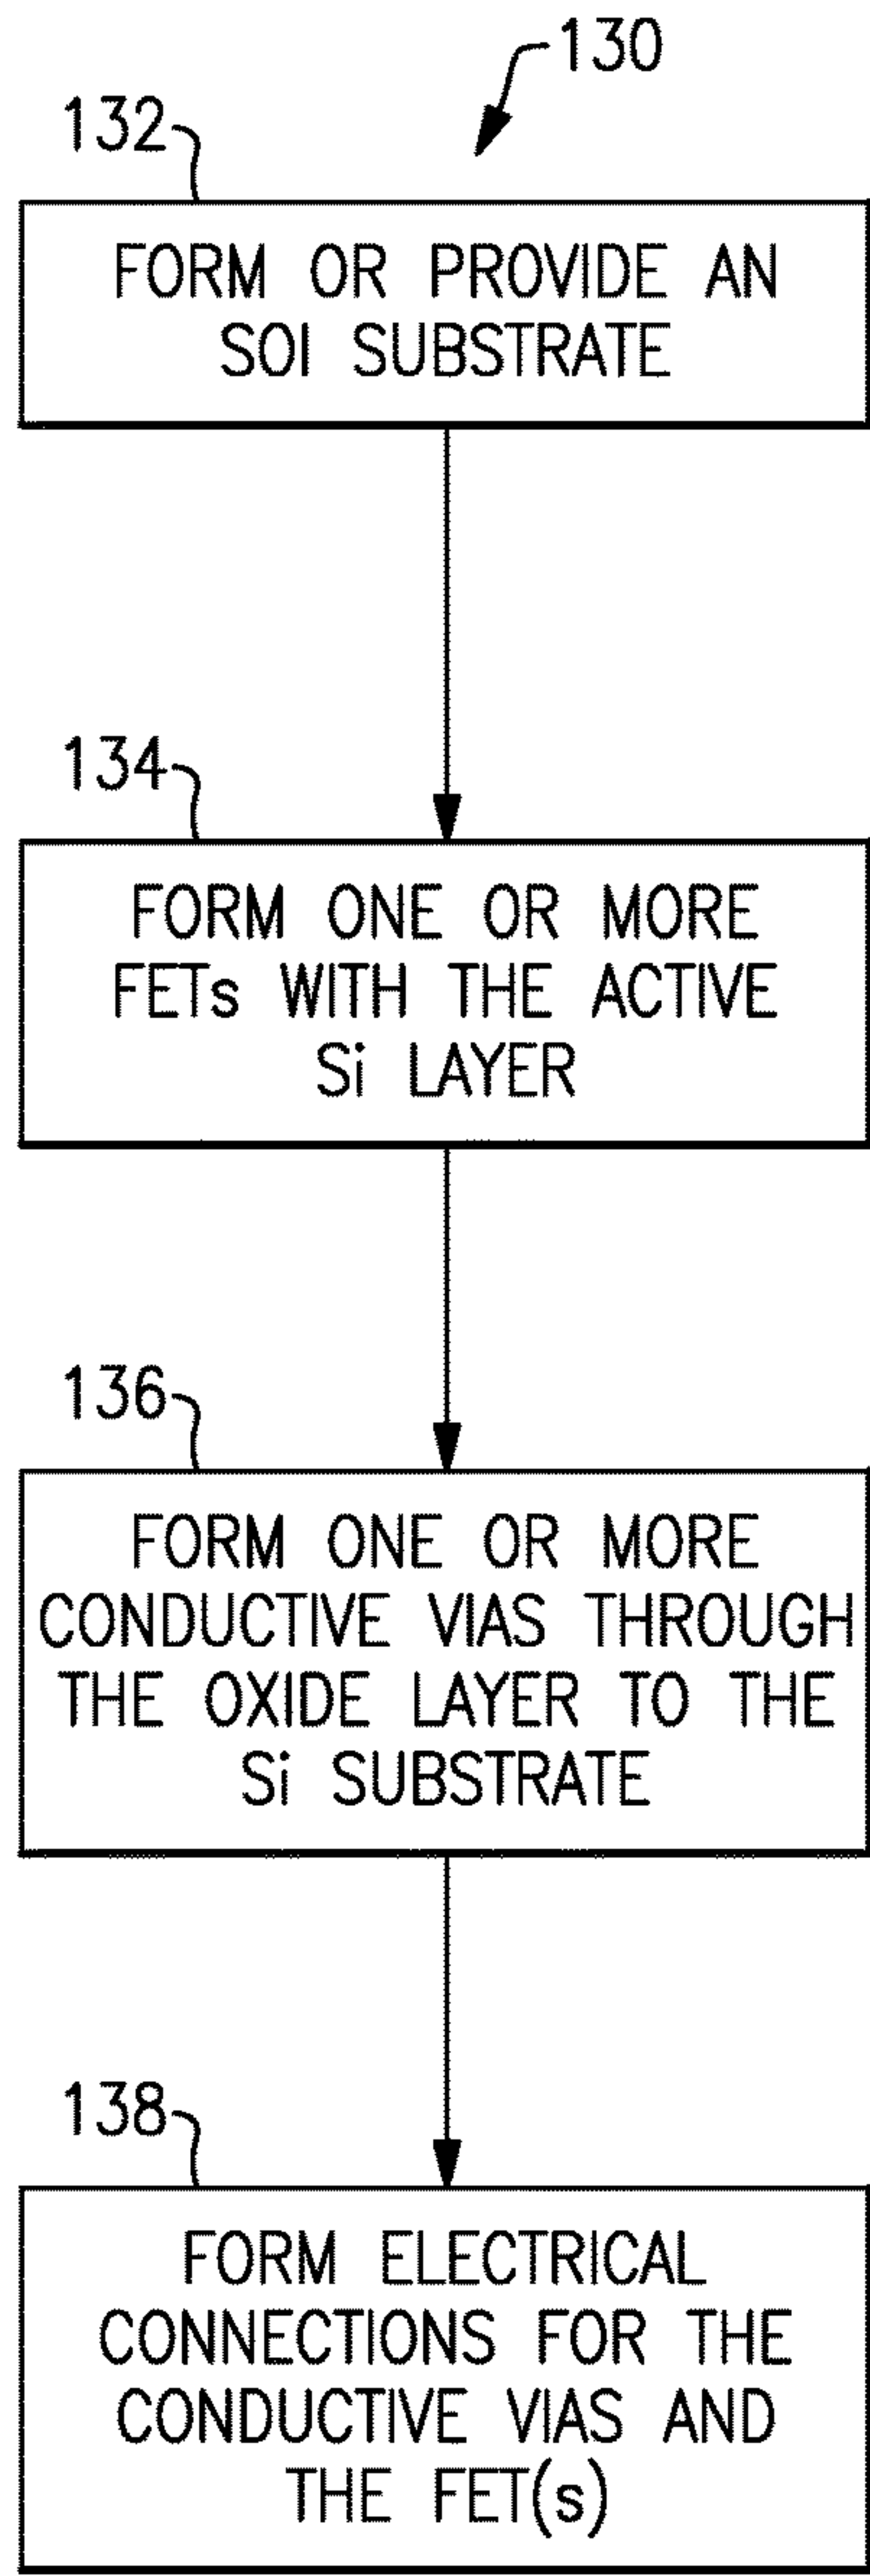 130
132
FORM OR PROVIDE AN
SOI SUBSTRATE
134
FORM ONE OR MORE
FETs WITH THE ACTIVE
Si LAYER
136
FORM ONE OR MORE
CONDUCTIVE VIAS THROUGH
THE OXIDE LAYER TO THE
Si SUBSTRATE
138
FORM ELECTRICAL
CONNECTIONS FOR THE
CONDUCTIVE VIAS AND
THE FET(s)